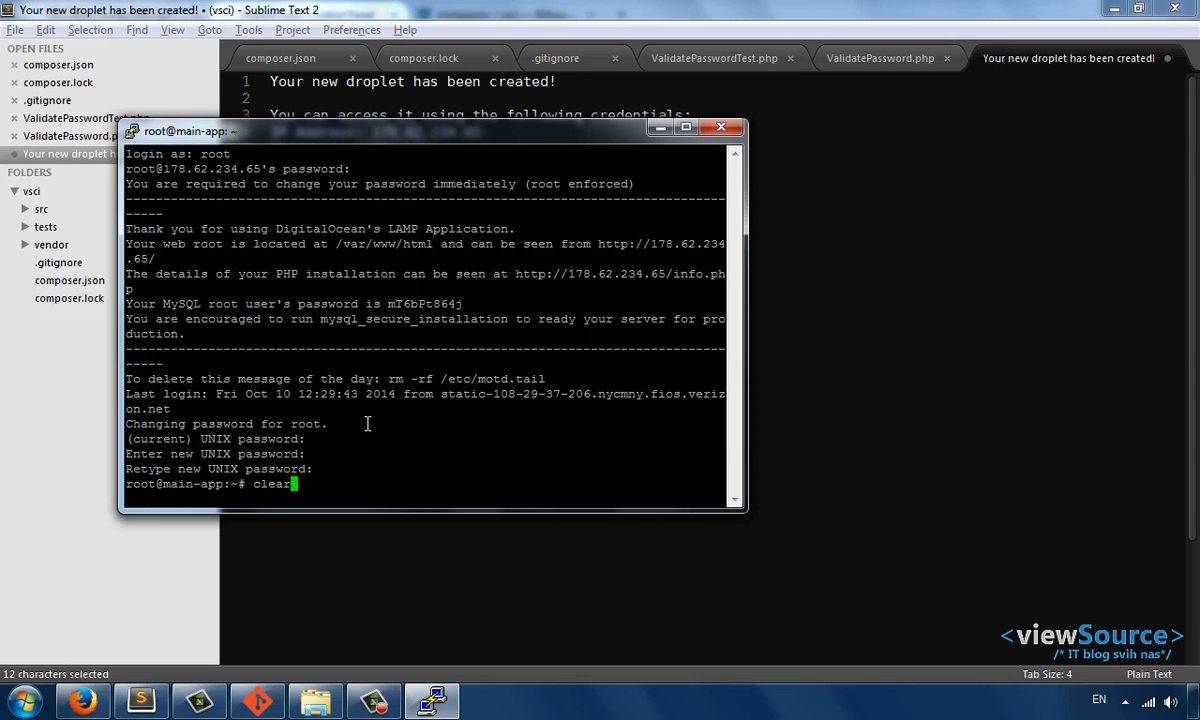 Your new droplet has been created! • (vsci) - Sublime Text 2
File Edit Selection Find View Goto Tools Project Preferences Help
OPEN FILES
composer.json
composer.lock
.gitignore
ValidatePasswordTest.php
ValidatePassword.p
Your new droplet h
FOLDERS
vsci
src
tests
vendor
.gitignore
composer.json
composer.lock
composer.json composer.lock .gitignore ValidatePasswordTest.php ValidatePassword.php Your new droplet has been created!
1 Your new droplet has been created!
2
3 You can access it using the following credentials:
IP Address: 178.62.234.65
root@main-app: ~
login as: root
root@178.62.234.65's password:
You are required to change your password immediately (root enforced)
--------------------------------------------------------------------------------
-----
Thank you for using DigitalOcean's LAMP Application.
Your web root is located at /var/www/html and can be seen from http://178.62.234
.65/
The details of your PHP installation can be seen at http://178.62.234.65/info.ph
p
Your MySQL root user's password is mT6bPt864j
You are encouraged to run mysql_secure_installation to ready your server for pro
duction.
--------------------------------------------------------------------------------
-----
To delete this message of the day: rm -rf /etc/motd.tail
Last login: Fri Oct 10 12:29:43 2014 from static-108-29-37-206.nycmny.fios.veriz
on.net
Changing password for root.
(current) UNIX password:
Enter new UNIX password:
Retype new UNIX password:
root@main-app:~# clear
<viewSource>
/* IT blog svih nas*/
12 characters selected Tab Size: 4 Plain Text
EN